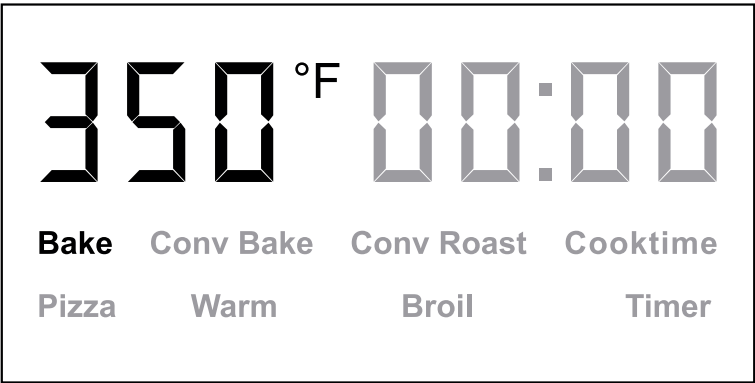 350°F 00:00
Bake Conv Bake Conv Roast Cooktime
Pizza Warm Broil Timer